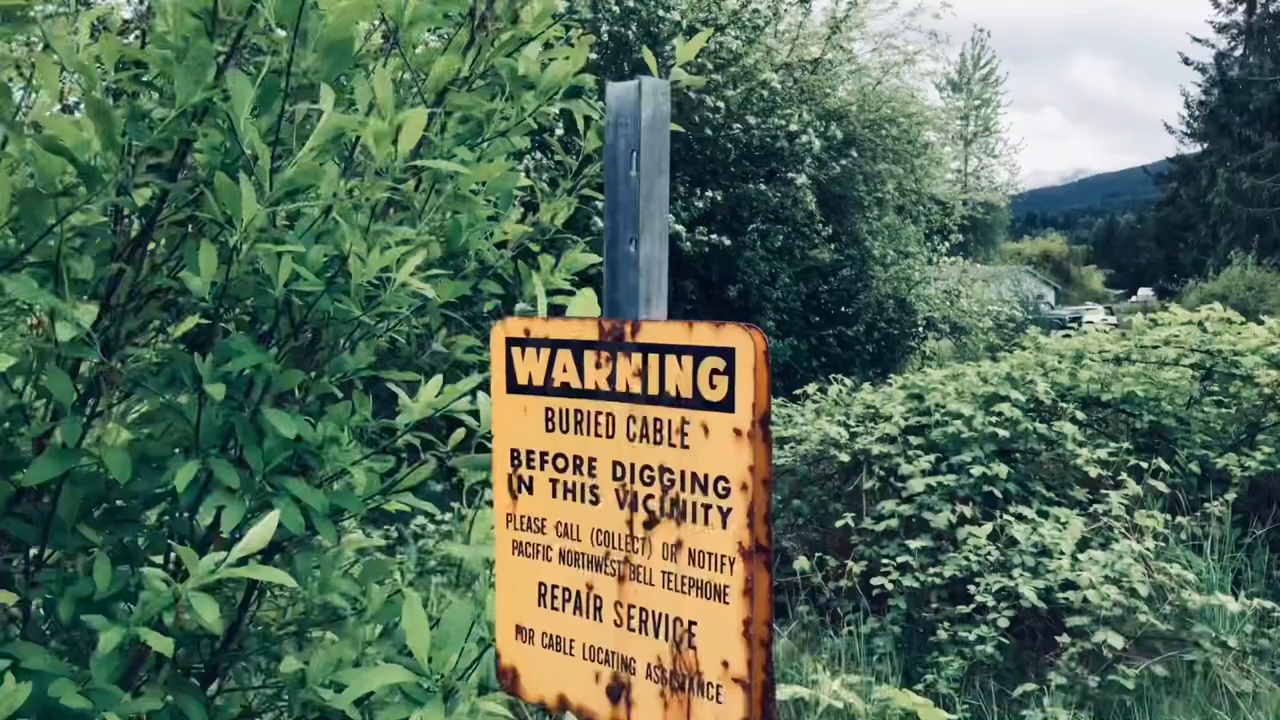 WARNING
BURIED CABLE
BEFORE DIGGING
IN THIS VICINITY
PLEASE CALL (COLLECT) OR NOTIFY
PACIFIC NORTHWEST BELL TELEPHONE
REPAIR SERVICE
FOR CABLE LOCATING ASSISTANCE